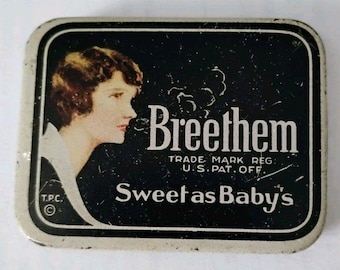 Breethem
TRADE MARK REG.
U.S. PAT. OFF.
Sweet as Baby's
T.P.C.
©